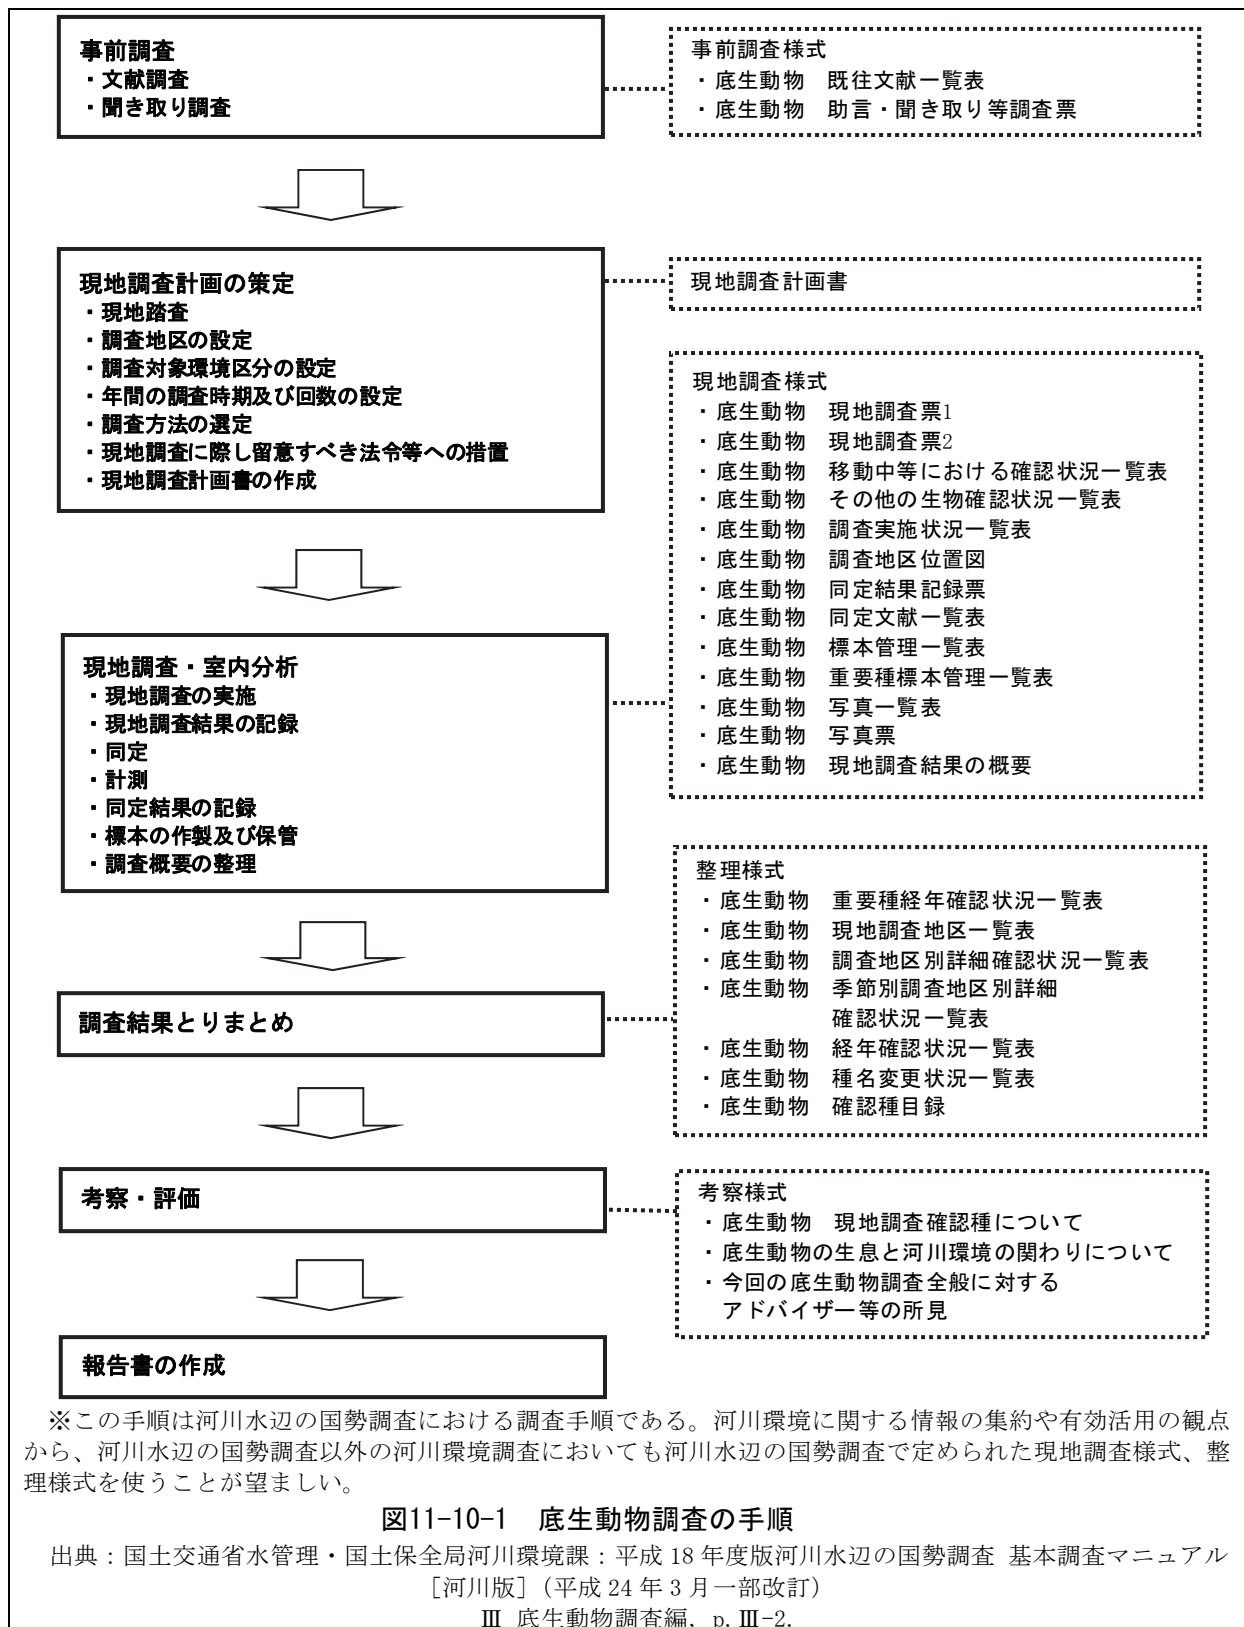 事前調査
・文献調査
・聞き取り調査
事前調査様式
・底生動物　既往文献一覧表
・底生動物　助言・聞き取り等調査票
現地調査計画の策定
・現地踏査
・調査地区の設定
・調査対象環境区分の設定
・年間の調査時期及び回数の設定
・調査方法の選定
・現地調査に際し留意すべき法令等への措置
・現地調査計画書の作成
現地調査計画書
現地調査・室内分析
・現地調査の実施
・現地調査結果の記録
・同定
・計測
・同定結果の記録
・標本の作製及び保管
・調査概要の整理
現地調査様式
・底生動物　現地調査票1
・底生動物　現地調査票2
・底生動物　移動中等における確認状況一覧表
・底生動物　その他の生物確認状況一覧表
・底生動物　調査実施状況一覧表
・底生動物　調査地区位置図
・底生動物　同定結果記録票
・底生動物　同定文献一覧表
・底生動物　標本管理一覧表
・底生動物　重要種標本管理一覧表
・底生動物　写真一覧表
・底生動物　写真票
・底生動物　現地調査結果の概要
調査結果とりまとめ
整理様式
・底生動物　重要種経年確認状況一覧表
・底生動物　現地調査地区一覧表
・底生動物　調査地区別詳細確認状況一覧表
・底生動物　季節別調査地区別詳細
確認状況一覧表
・底生動物　経年確認状況一覧表
・底生動物　種名変更状況一覧表
・底生動物　確認種目録
考察・評価
考察様式
・底生動物　現地調査確認種について
・底生動物の生息と河川環境の関わりについて
・今回の底生動物調査全般に対する
アドバイザー等の所見
報告書の作成
※この手順は河川水辺の国勢調査における調査手順である。河川環境に関する情報の集約や有効活用の観点
から、河川水辺の国勢調査以外の河川環境調査においても河川水辺の国勢調査で定められた現地調査様式、整
理様式を使うことが望ましい。
図11-10-1　底生動物調査の手順
出典：国土交通省水管理・国土保全局河川環境課：平成 18 年度版河川水辺の国勢調査 基本調査マニュアル
［河川版］（平成 24 年 3 月一部改訂）
Ⅲ 底生動物調査編, p.Ⅲ-2.